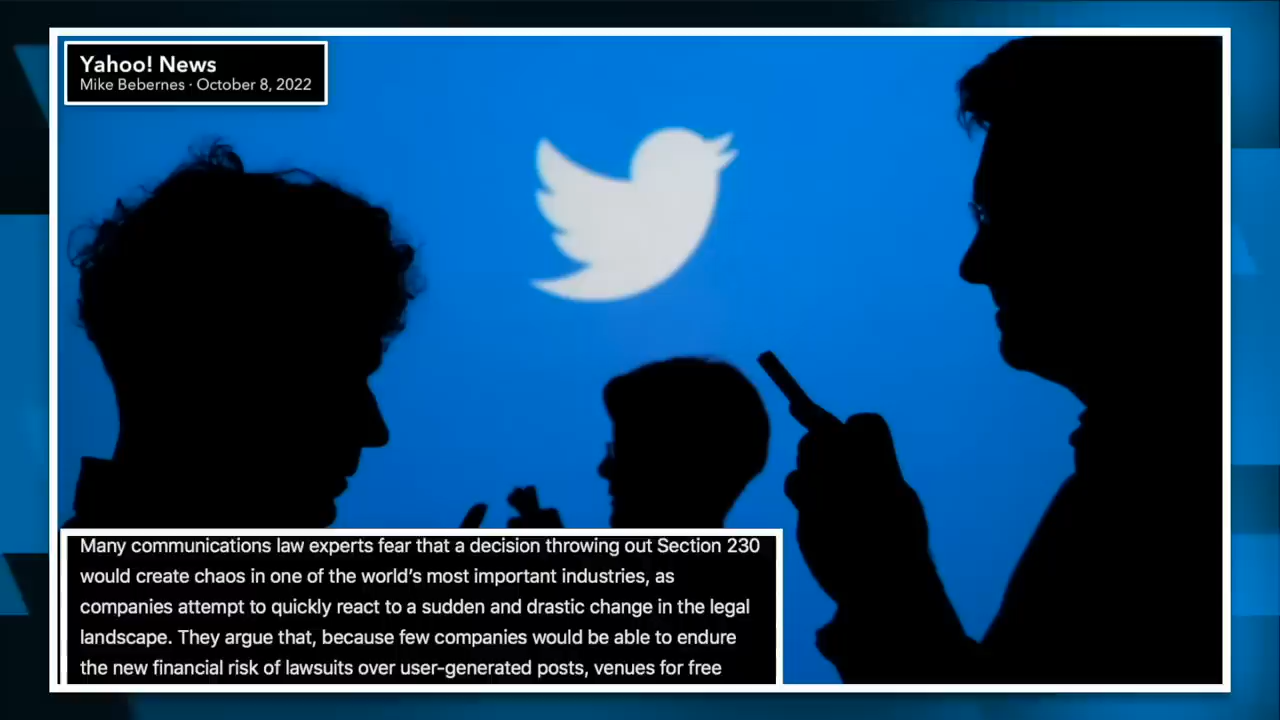 Yahoo! News
Mike Bebernes · October 8, 2022
Many communications law experts fear that a decision throwing out Section 230
would create chaos in one of the world’s most important industries, as
companies attempt to quickly react to a sudden and drastic change in the legal
landscape. They argue that, because few companies would be able to endure
the new financial risk of lawsuits over user-generated posts, venues for free